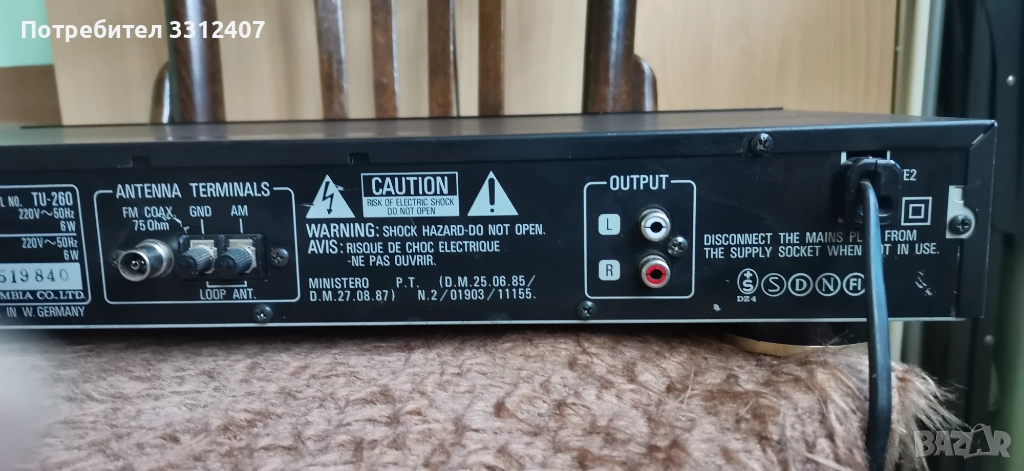 Потребител 3312407
L NO. TU-260
220V~50Hz
6W
220V~50Hz
6W
519840
MBIA CO.,LTD.
IN W.GERMANY
ANTENNA TERMINALS
FM COAX.
75 Ohm
GND
AM
LOOP ANT.
CAUTION
RISK OF ELECTRIC SHOCK
DO NOT OPEN
WARNING: SHOCK HAZARD-DO NOT OPEN.
AVIS: RISQUE DE CHOC ELECTRIQUE
-NE PAS OUVRIR.
MINISTERO P.T. (D.M.25.06.85/
D.M.27.08.87) N.2/01903/11155.
OUTPUT
L
R
E2
DISCONNECT THE MAINS FROM
THE SUPPLY SOCKET WHEN IN USE.
S D N FI
DZ4
BAZAR